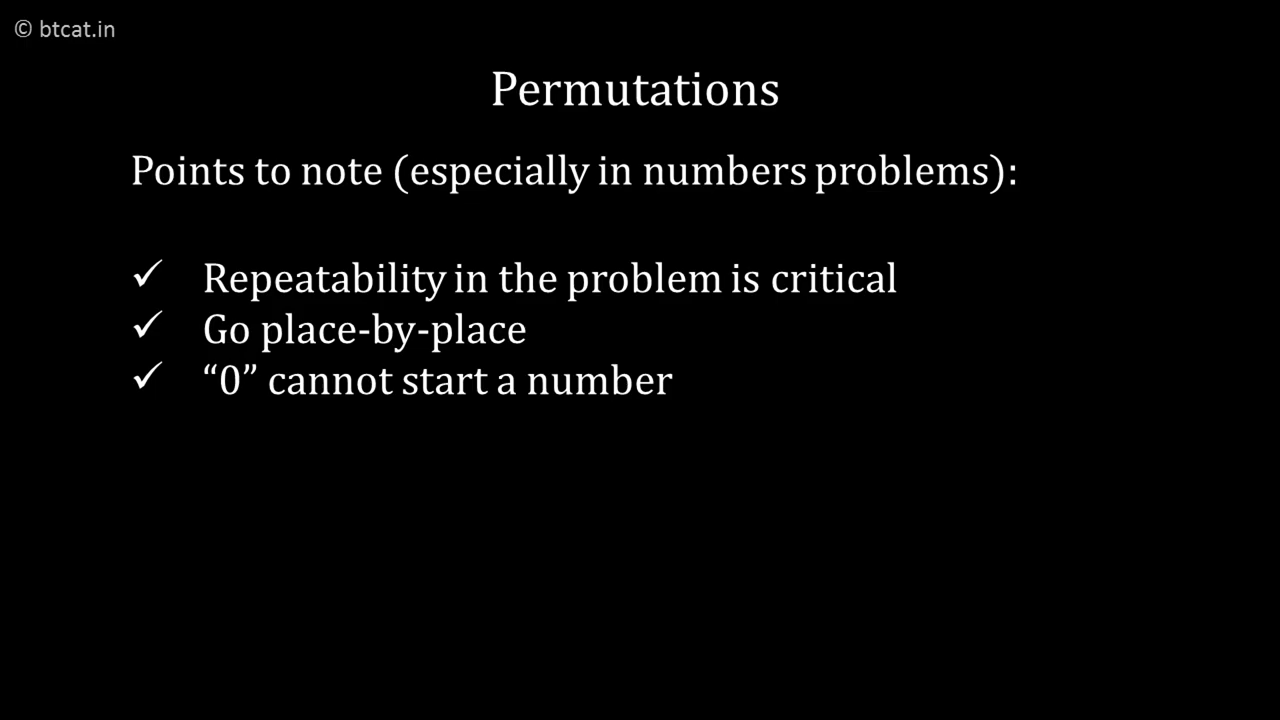 © btcat.in
Permutations
Points to note (especially in numbers problems):
✓ Repeatability in the problem is critical
✓ Go place-by-place
✓ “0” cannot start a number